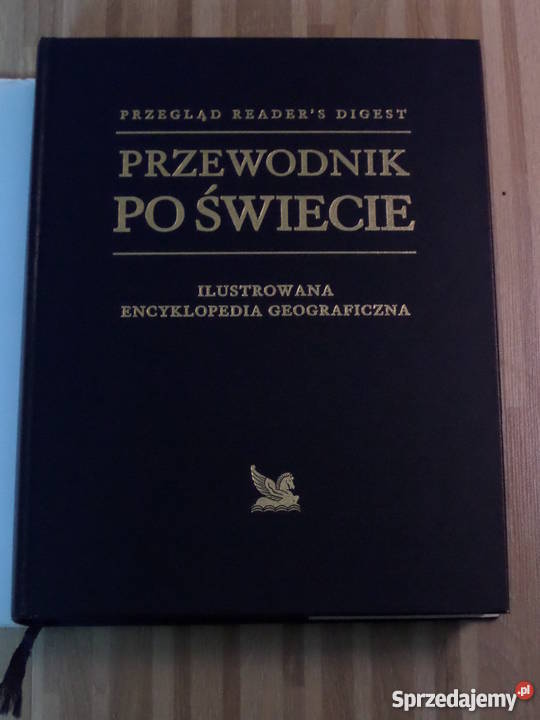 PRZEGLĄD READER'S DIGEST
PRZEWODNIK
PO ŚWIECIE
ILUSTROWANA
ENCYKLOPEDIA GEOGRAFICZNA
Sprzedajemy.pl